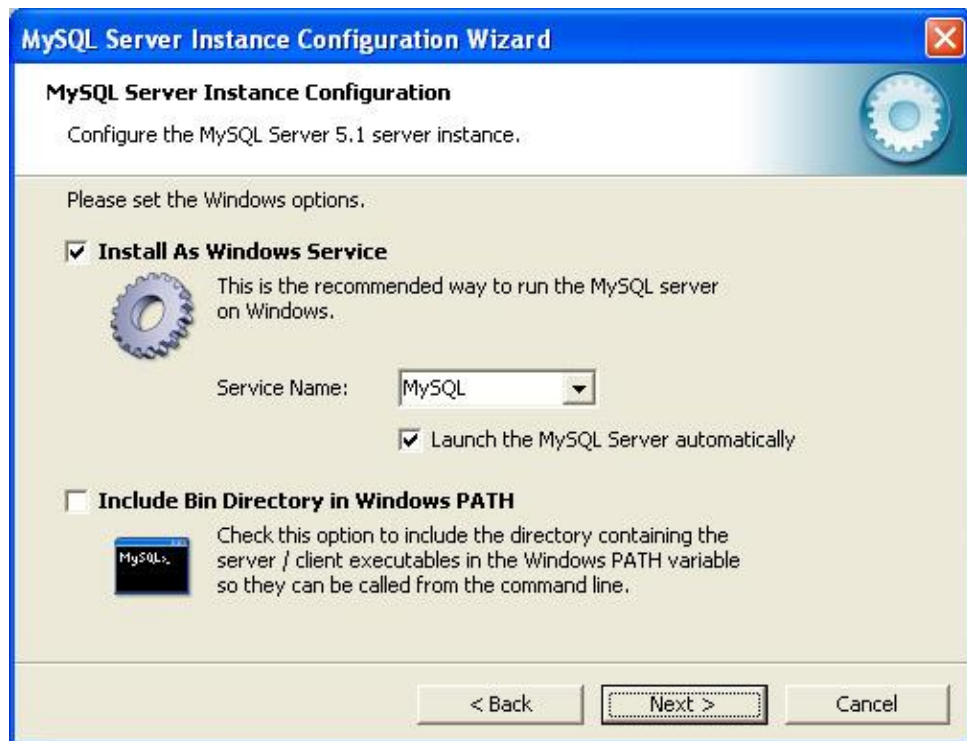 MySQL Server Instance Configuration Wizard
MySQL Server Instance Configuration
Configure the MySQL Server 5.1 server instance.
Please set the Windows options.
Install As Windows Service
This is the recommended way to run the MySQL server
on Windows.
Service Name: MySQL
Launch the MySQL Server automatically
Include Bin Directory in Windows PATH
Check this option to include the directory containing the
server / client executables in the Windows PATH variable
so they can be called from the command line.
MySQL>_
< Back Next > Cancel